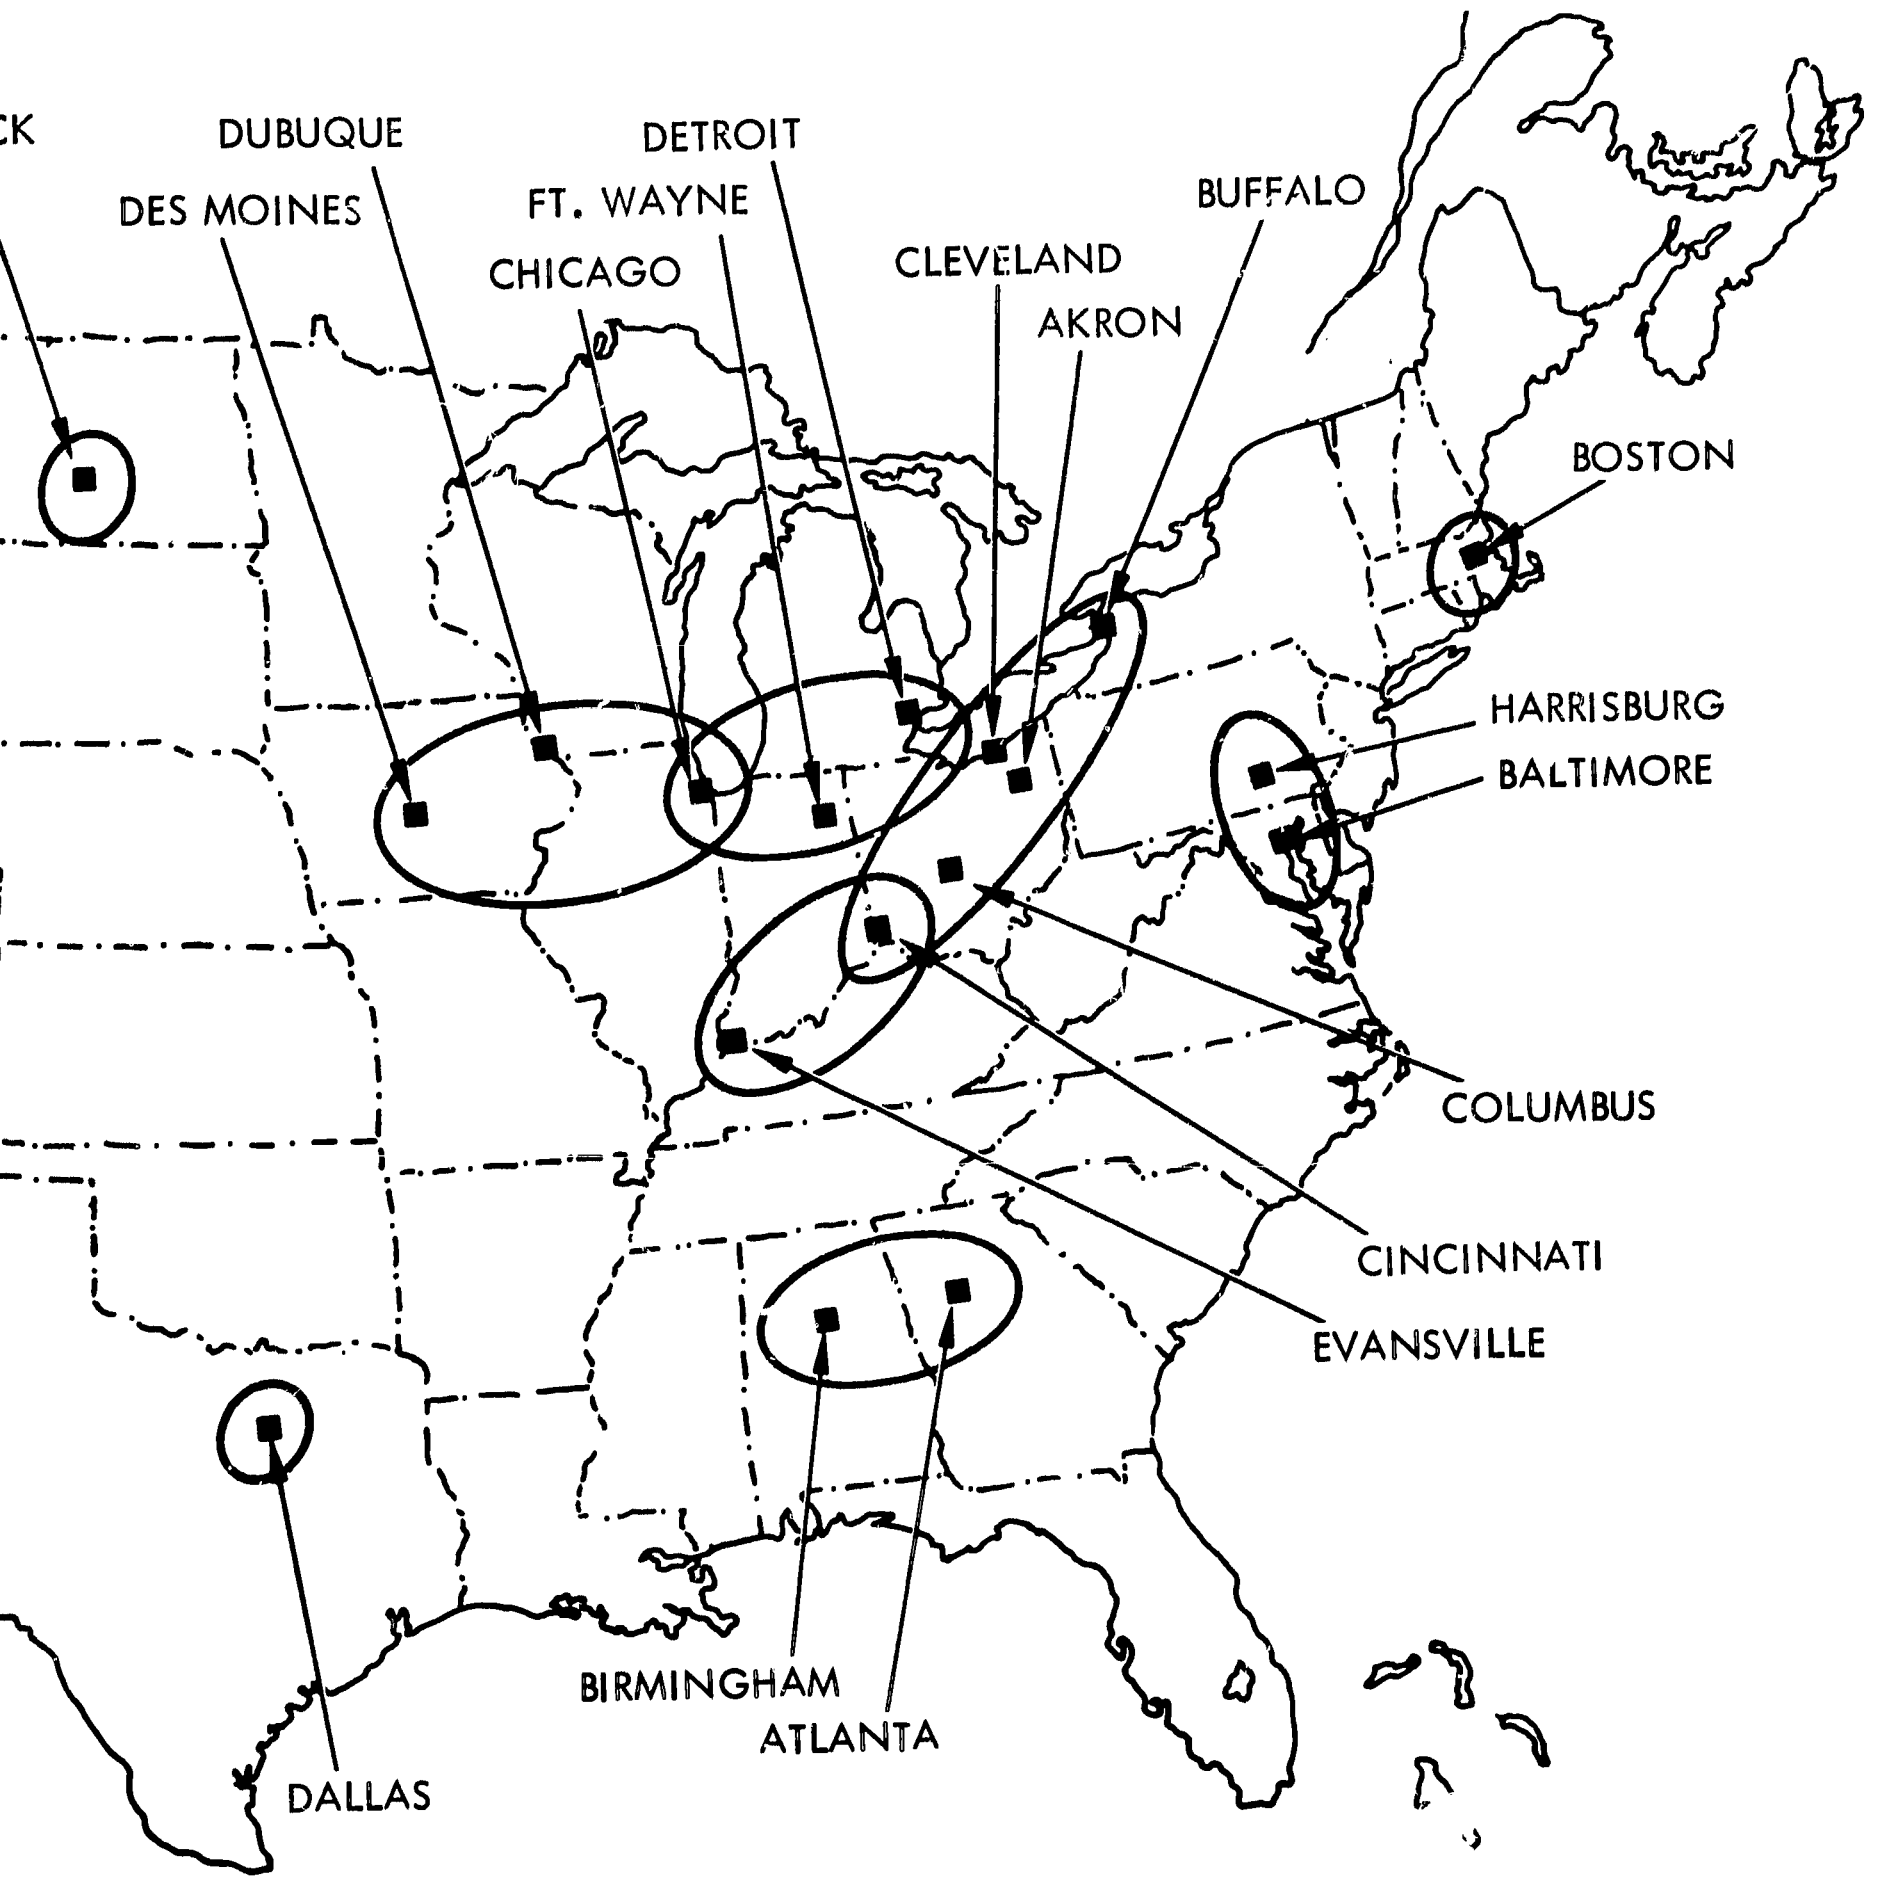 CK
DUBUQUE
DETROIT
DES MOINES
FT. WAYNE
BUFFALO
CHICAGO
CLEVELAND
AKRON
BOSTON
HARRISBURG
BALTIMORE
COLUMBUS
CINCINNATI
EVANSVILLE
BIRMINGHAM
ATLANTA
DALLAS